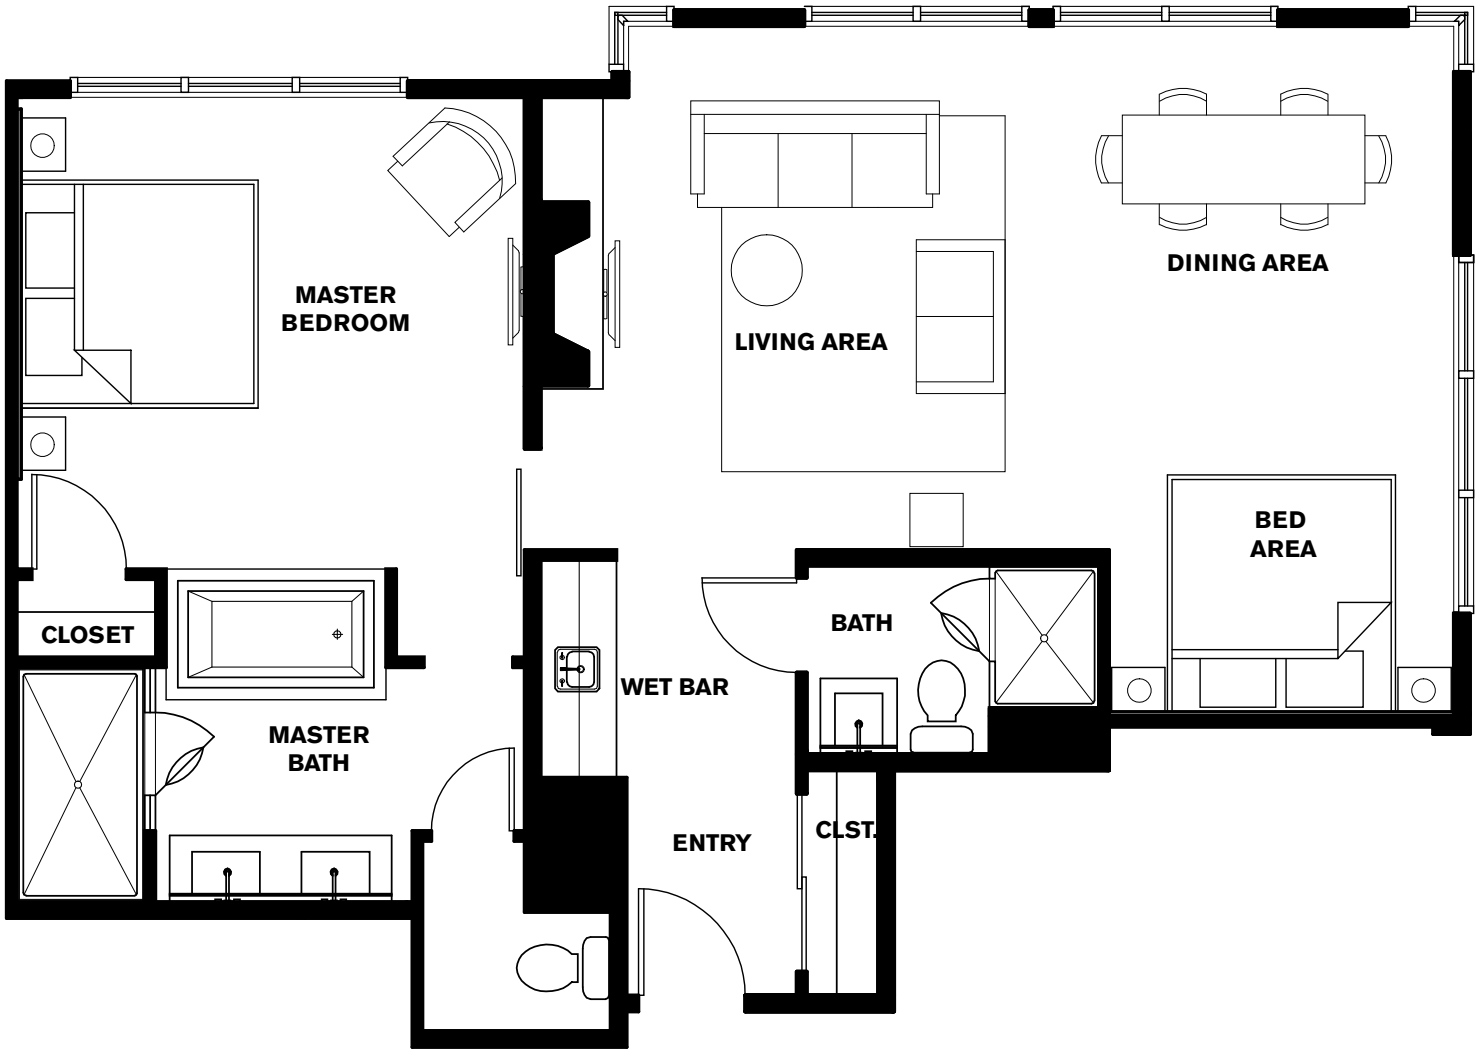 DINING AREA
MASTER
BEDROOM
LIVING AREA
BED
AREA
CLOSET
BATH
WET BAR
MASTER
BATH
ENTRY
CLST.